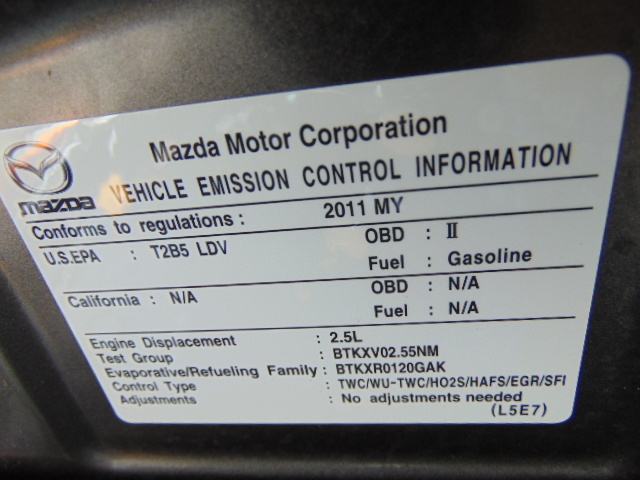 Mazda Motor Corporation
mazda VEHICLE EMISSION CONTROL INFORMATION
Conforms to regulations : 2011 MY
U.S.EPA : T2B5 LDV OBD : II
Fuel : Gasoline
California : N/A OBD : N/A
Fuel : N/A
Engine Displacement : 2.5L
Test Group : BTKXV02.55NM
Evaporative/Refueling Family : BTKXR0120GAK
Control Type : TWC/WU-TWC/HO2S/HAFS/EGR/SFI
Adjustments : No adjustments needed
(L5E7)